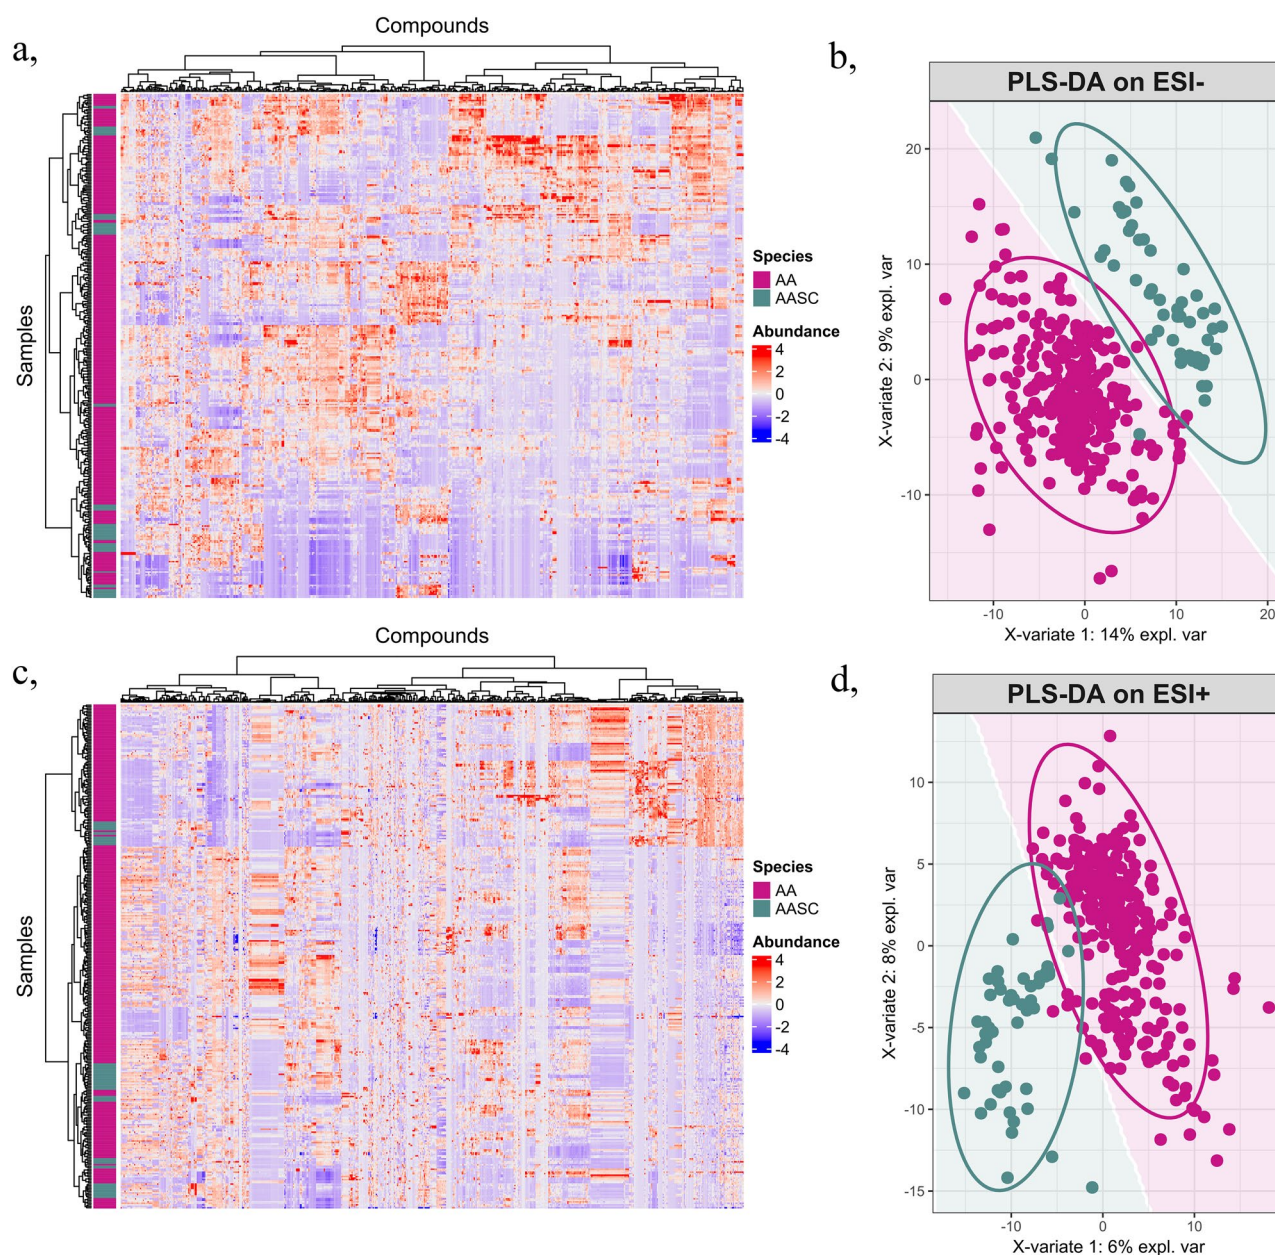 a,
Compounds
Samples
Species
AA
AASC
Abundance
4
2
0
-2
-4
b,
PLS-DA on ESI-
X-variate 2: 9% expl. var
20
10
0
-10
-10 0 10 20
X-variate 1: 14% expl. var
c,
Compounds
Samples
Species
AA
AASC
Abundance
4
2
0
-2
-4
d,
PLS-DA on ESI+
X-variate 2: 8% expl. var
10
5
0
-5
-10
-15
-10 0 10
X-variate 1: 6% expl. var